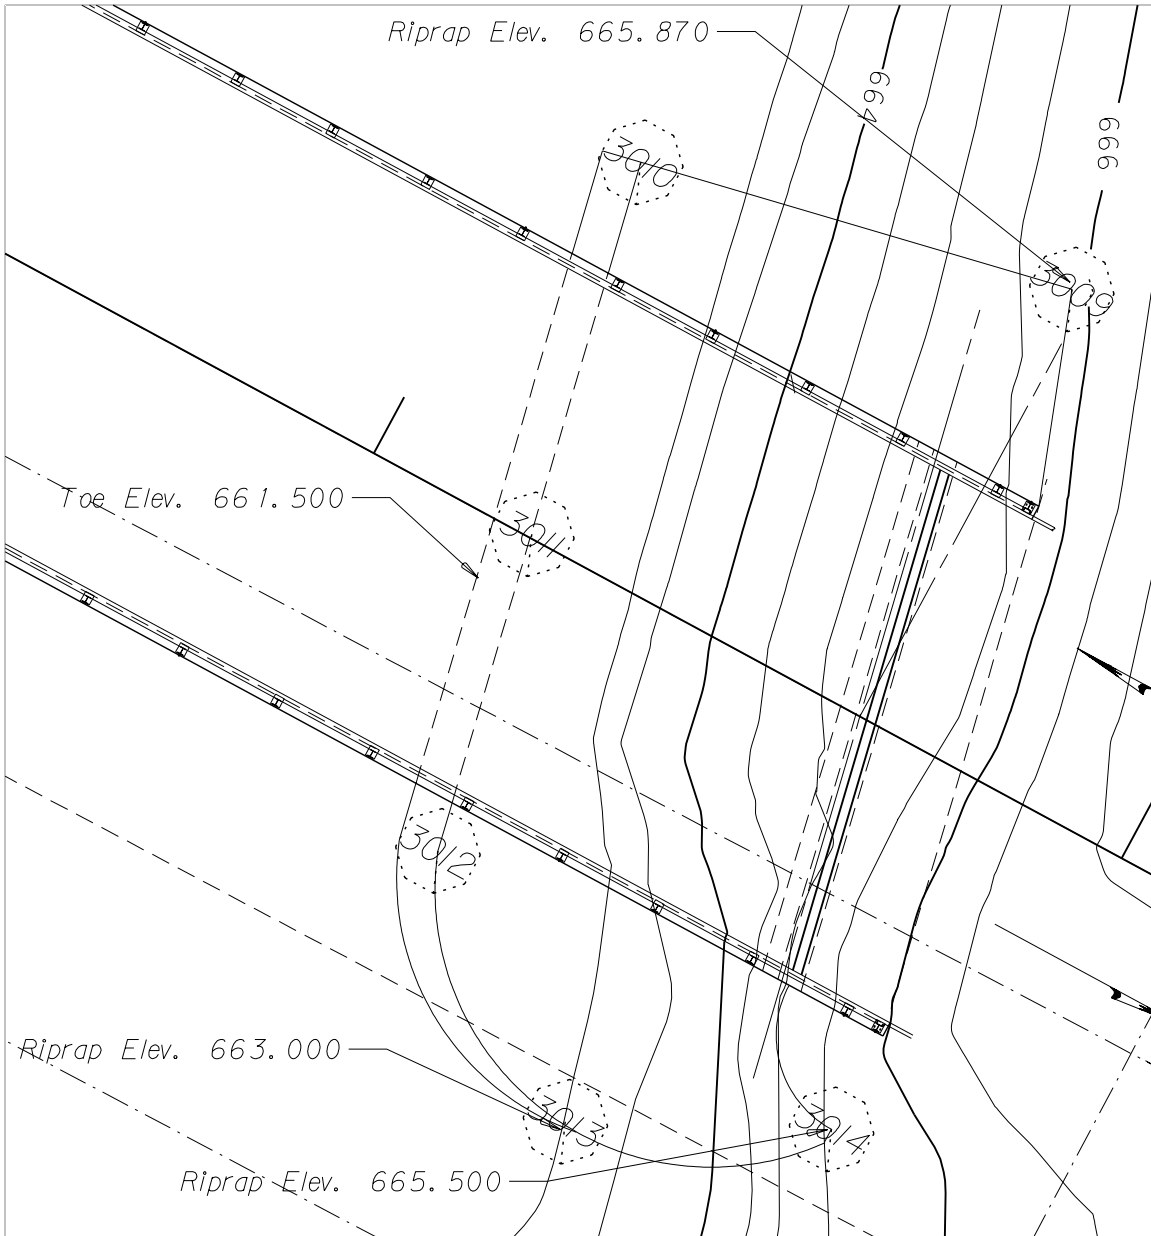 Riprap Elev. 665.870
664
666
3010
3009
Toe Elev. 661.500
3011
3012
Riprap Elev. 663.000
3013
3014
Riprap Elev. 665.500